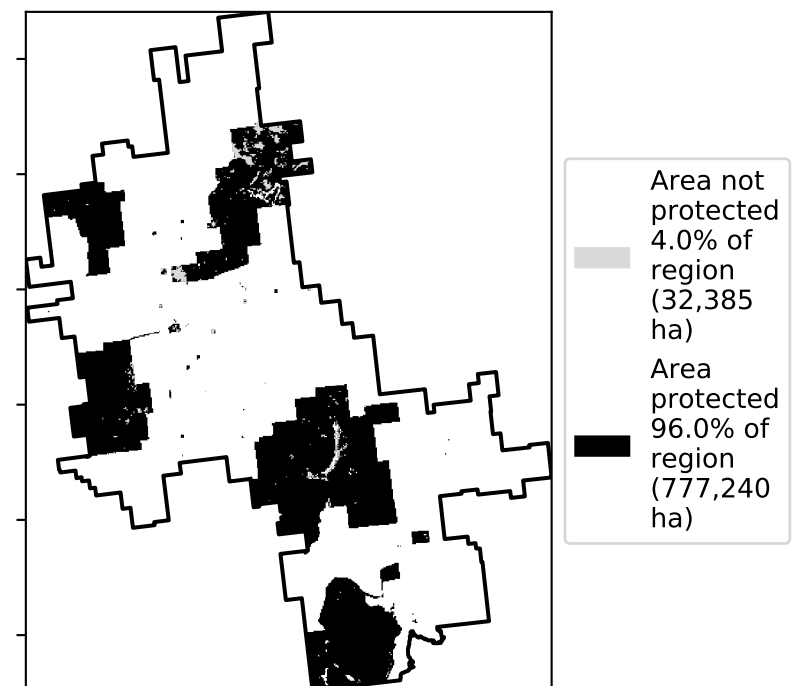 Area not
protected
4.0% of
region
(32,385
ha)
Area
protected
96.0% of
region
(777,240
ha)